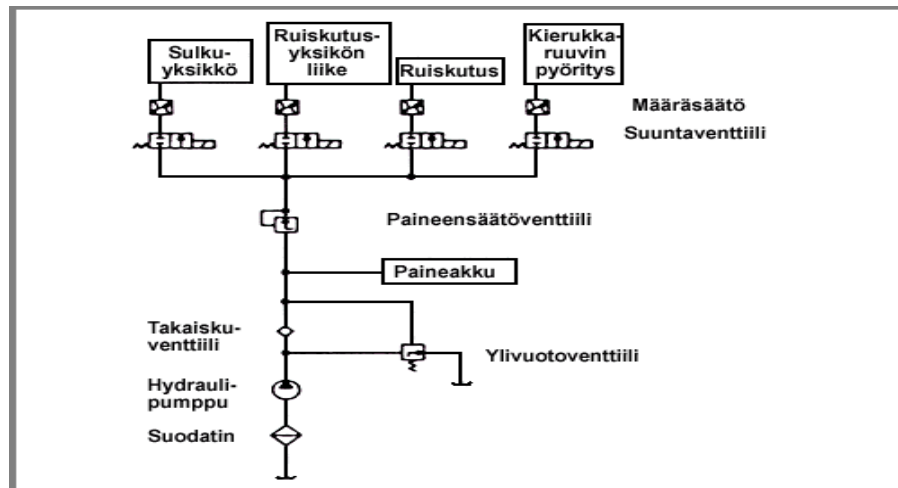 Sulku-
yksikkö
Ruiskutus-
yksikön
liike
Ruiskutus
Kierukka-
ruuvin
pyöritys
Määräsäätö
Suuntaventtiili
Paineensäätöventtiili
Paineakku
Takaisku-
venttiili
Ylivuotoventtiili
Hydrauli-
pumppu
Suodatin